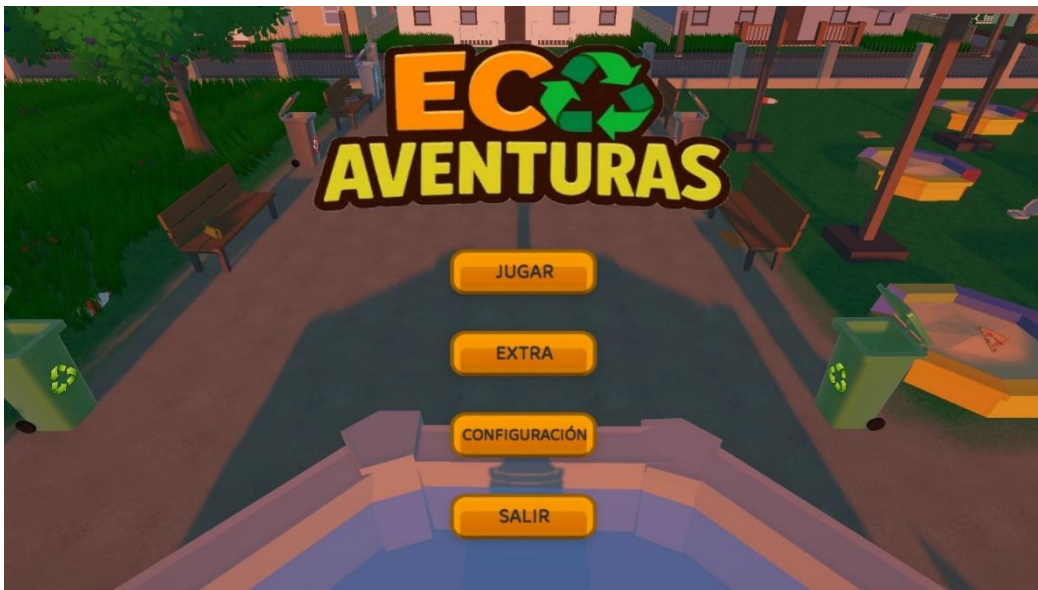 ECO
AVENTURAS
JUGAR
EXTRA
CONFIGURACIÓN
SALIR